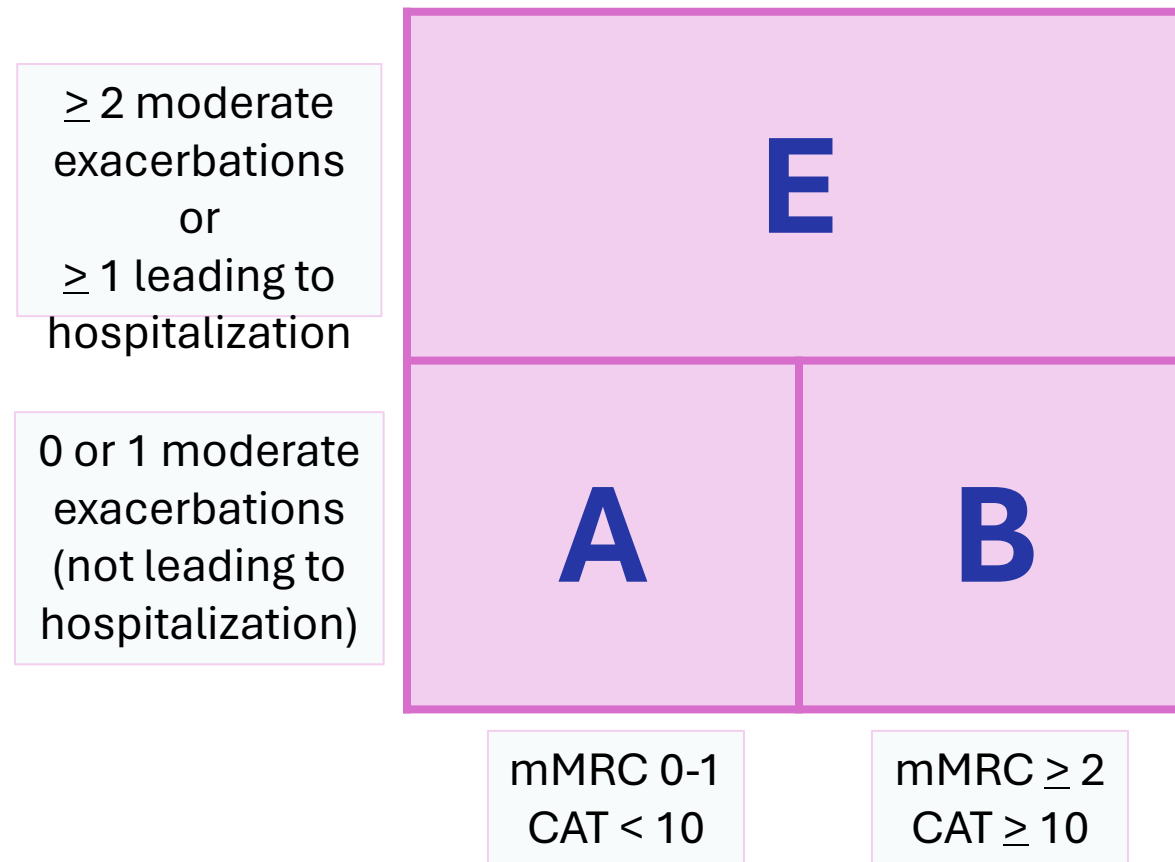 ≥ 2 moderate
exacerbations
or
≥ 1 leading to
hospitalization
E
0 or 1 moderate
exacerbations
(not leading to
hospitalization)
A
B
mMRC 0-1
CAT < 10
mMRC ≥ 2
CAT ≥ 10